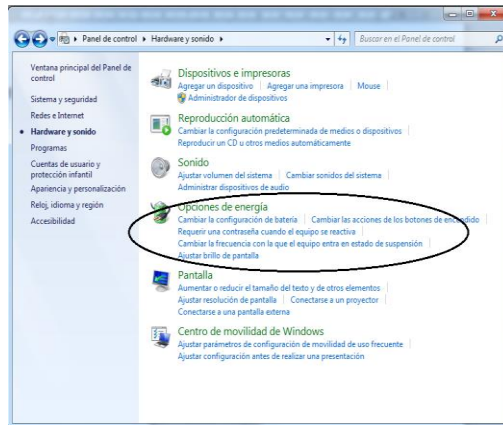 Panel de control ▸ Hardware y sonido ▸
Buscar en el Panel de control
Ventana principal del Panel de
control
Sistema y seguridad
Redes e Internet
Hardware y sonido
Programas
Cuentas de usuario y
protección infantil
Apariencia y personalización
Reloj, idioma y región
Accesibilidad
Dispositivos e impresoras
Agregar un dispositivo | Agregar una impresora | Mouse
Administrador de dispositivos
Reproducción automática
Cambiar la configuración predeterminada de medios o dispositivos
Reproducir un CD u otros medios automáticamente
Sonido
Ajustar volumen del sistema | Cambiar sonidos del sistema
Administrar dispositivos de audio
Opciones de energía
Cambiar la configuración de batería | Cambiar las acciones de los botones de encendido
Requerir una contraseña cuando el equipo se reactiva
Cambiar la frecuencia con la que el equipo entra en estado de suspensión
Ajustar brillo de pantalla
Pantalla
Aumentar o reducir el tamaño del texto y de otros elementos
Ajustar resolución de pantalla | Conectarse a un proyector
Conectarse a una pantalla externa
Centro de movilidad de Windows
Ajustar parámetros de configuración de movilidad de uso frecuente
Ajustar configuración antes de realizar una presentación